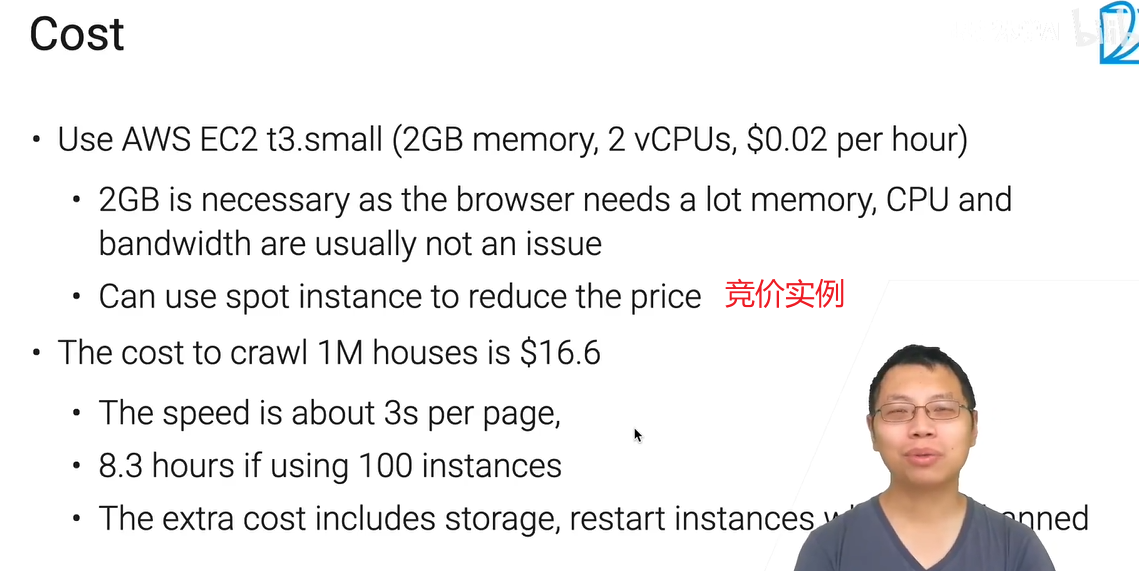 Cost
• Use AWS EC2 t3.small (2GB memory, 2 vCPUs, $0.02 per hour)
• 2GB is necessary as the browser needs a lot memory, CPU and
bandwidth are usually not an issue
• Can use spot instance to reduce the price 竞价实例
• The cost to crawl 1M houses is $16.6
• The speed is about 3s per page,
• 8.3 hours if using 100 instances
• The extra cost includes storage, restart instances